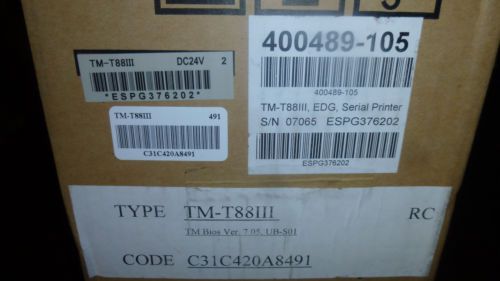 TM-T88III DC24V 2
*ESPG376202*
TM-T88III 491
C31C420A8491
400489-105
400489-105
TM-T88III, EDG, Serial Printer
S/N 07065 ESPG376202
ESPG376202
TYPE TM-T88III RC
TM Bios Ver. 7.05, UB-S01
CODE C31C420A8491